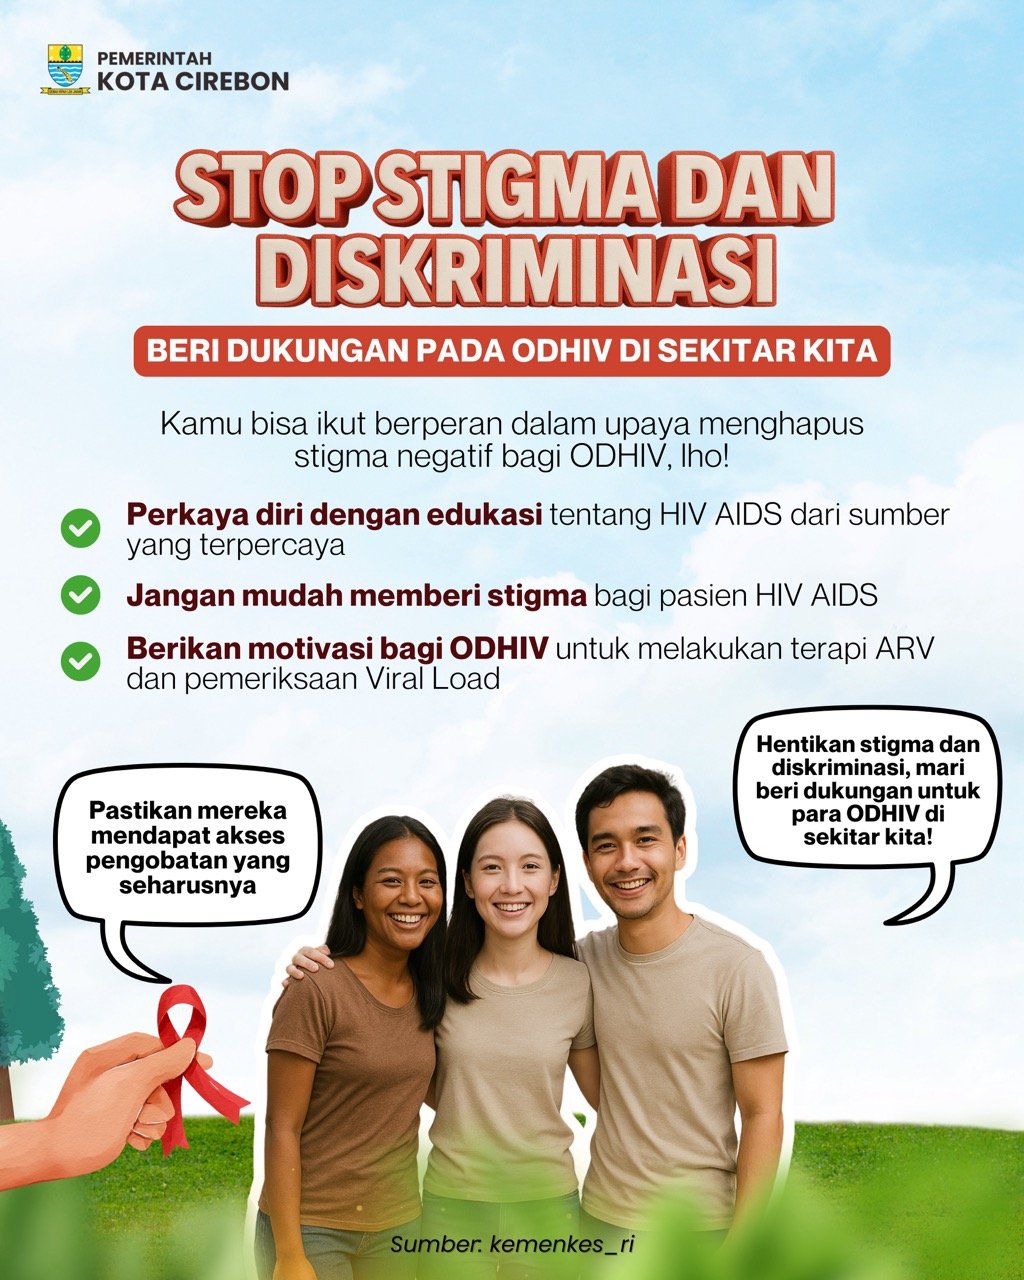 PEMERINTAH
KOTA CIREBON
STOP STIGMA DAN
DISKRIMINASI
BERI DUKUNGAN PADA ODHIV DI SEKITAR KITA
Kamu bisa ikut berperan dalam upaya menghapus
stigma negatif bagi ODHIV, lho!
Perkaya diri dengan edukasi tentang HIV AIDS dari sumber
yang terpercaya
Jangan mudah memberi stigma bagi pasien HIV AIDS
Berikan motivasi bagi ODHIV untuk melakukan terapi ARV
dan pemeriksaan Viral Load
Hentikan stigma dan
diskriminasi, mari
beri dukungan untuk
para ODHIV di
sekitar kita!
Pastikan mereka
mendapat akses
pengobatan yang
seharusnya
Sumber: kemenkes_ri